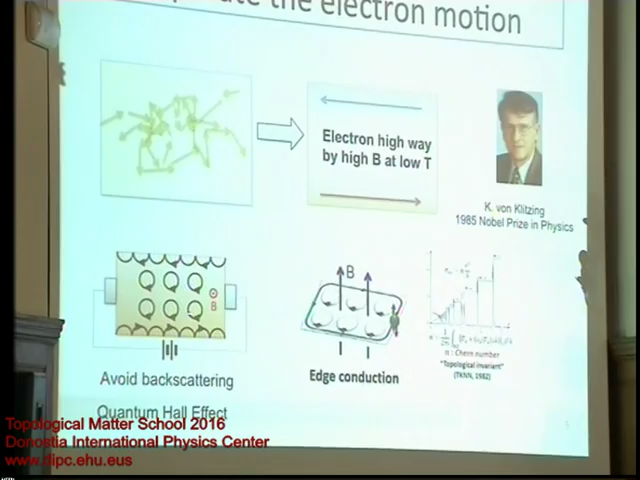 the electron motion
Electron high way
by high B at low T
K. von Klitzing
1985 Nobel Prize in Physics
B
B
n : Chern number
"Topological invariant"
(TKNN, 1982)
Avoid backscattering
Edge conduction
Quantum Hall Effect
Topological Matter School 2016
Donostia International Physics Center
www.dipc.ehu.eus